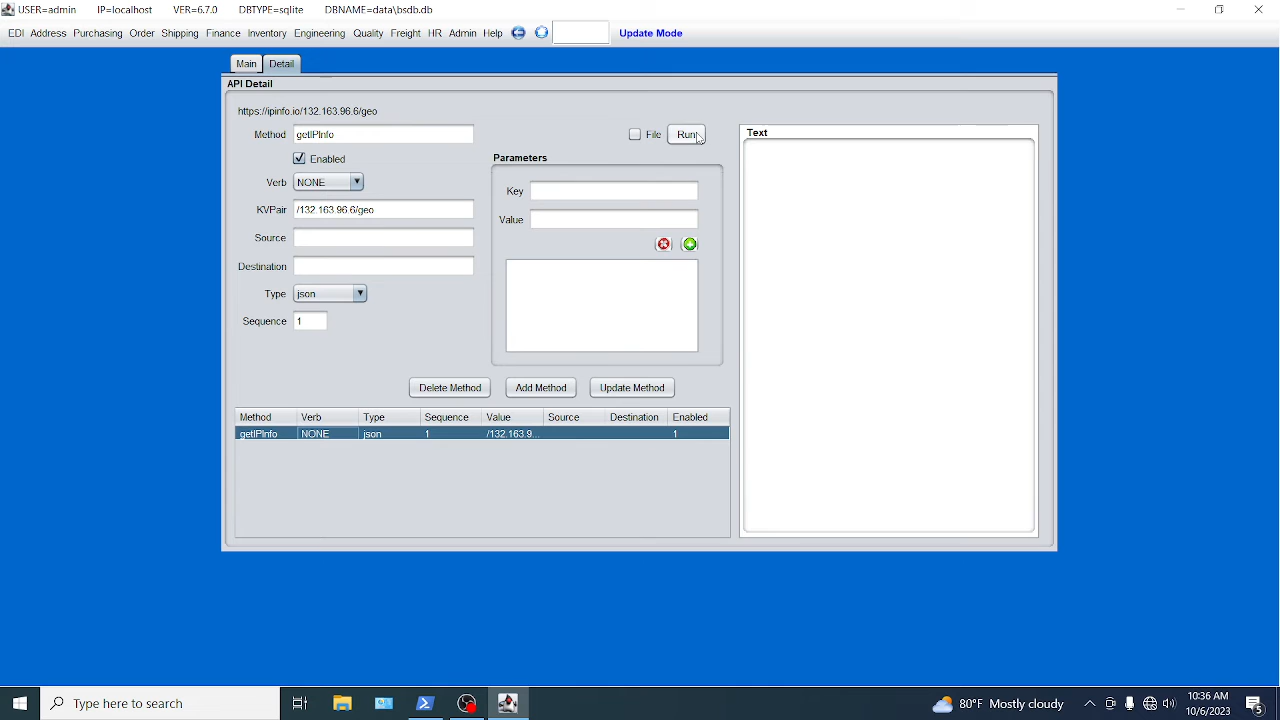 USER=admin IP=localhost VER=6.7.0 DBTYPE=sqlite DBNAME=data\bsdb.db
EDI Address Purchasing Order Shipping Finance Inventory Engineering Quality Freight HR Admin Help Update Mode
Main Detail
API Detail
https://ipinfo.io/132.163.96.6/geo
Method getIPInfo
File Run
Text
Enabled
Parameters
Verb NONE
Key
KVPair /132.163.96.6/geo
Value
Source
Destination
Type json
Sequence 1
Delete Method Add Method Update Method
Method Verb Type Sequence Value Source Destination Enabled
getIPInfo NONE json 1 /132.163.9... 1
Type here to search
80°F Mostly cloudy
10:36 AM
10/6/2023
5